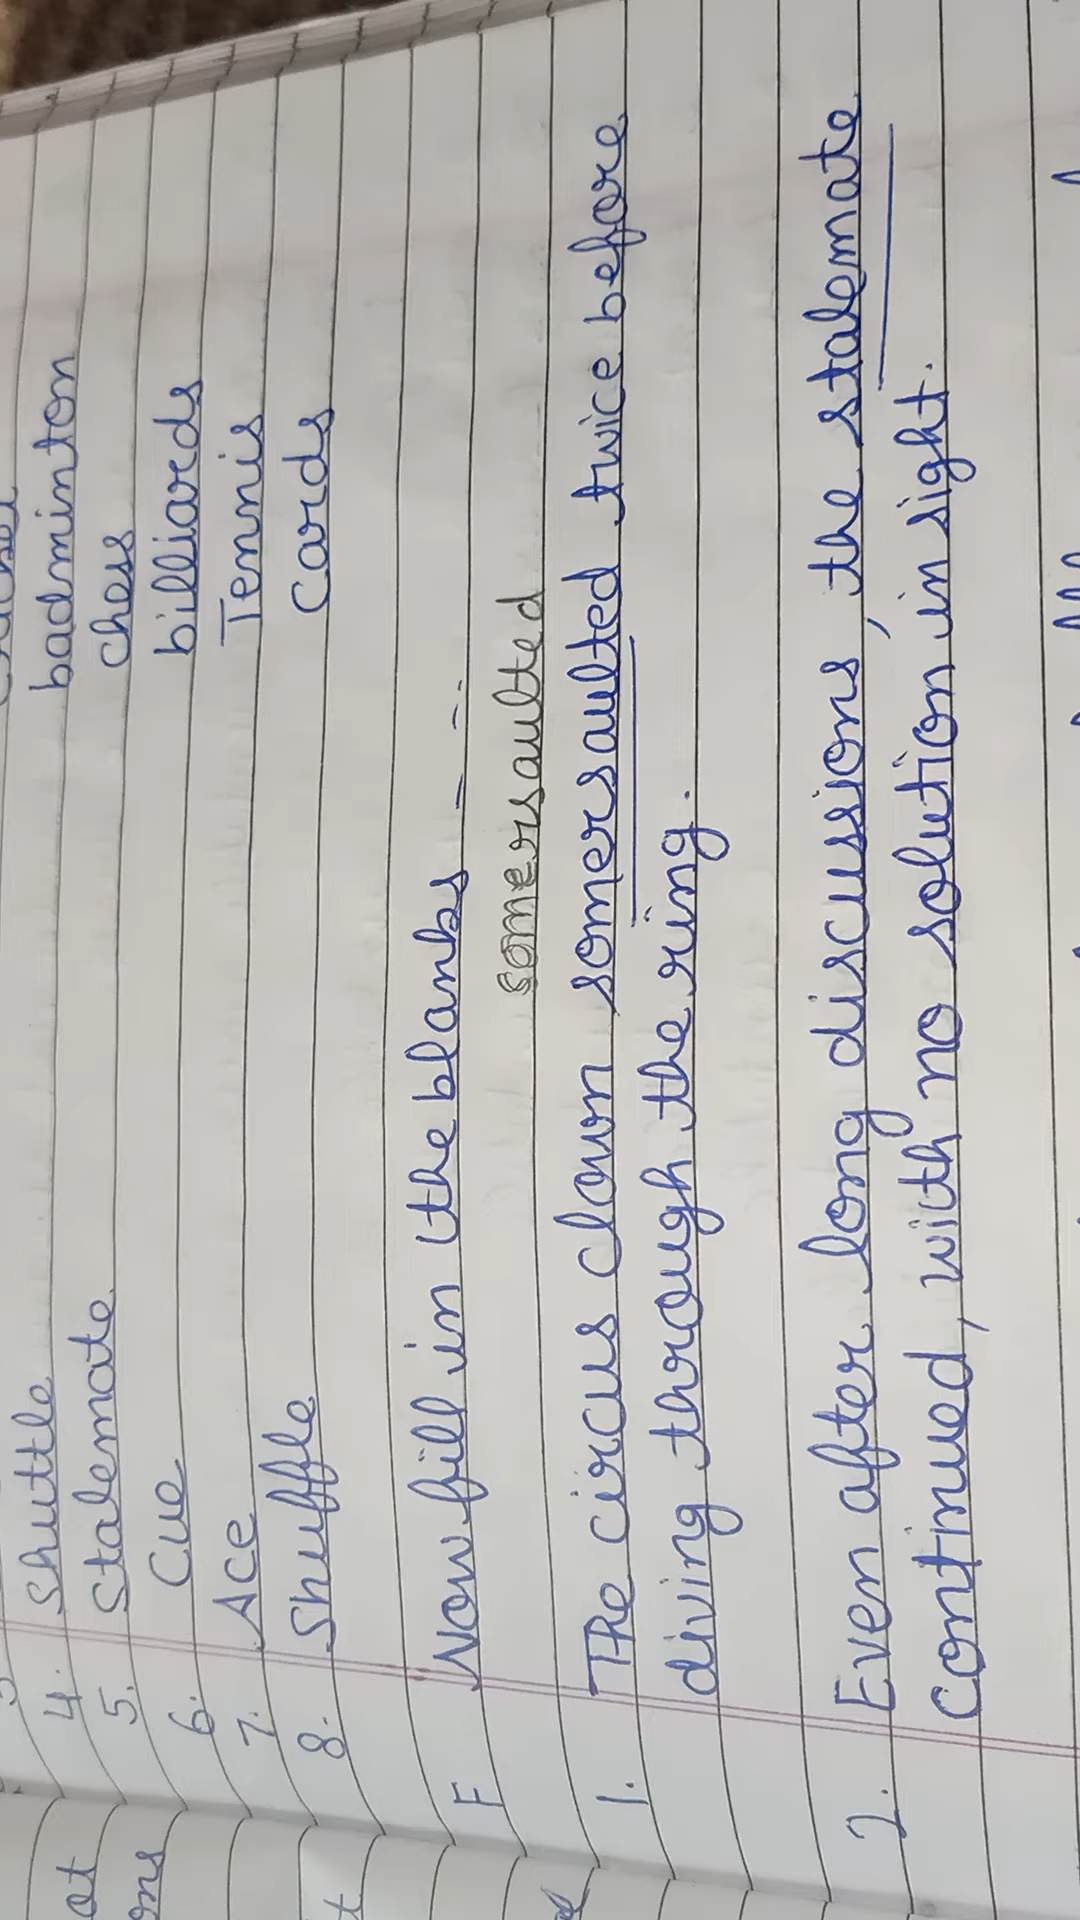 4. Shuttle badminton
5. Stalemate chess
6. Cue billiards
7. Ace Tennis
8. Shuffle Cards
F Now fill in the blanks - -:
somersaulted
1. The circus clown somersaulted twice before
diving through the ring.
2. Even after long discussions, the stalemate
continued, with no solution in sight.